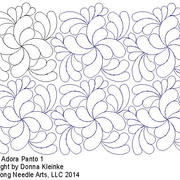 Adora Panto 1
ght by Donna Kleinke
ong Needle Arts, LLC 2014